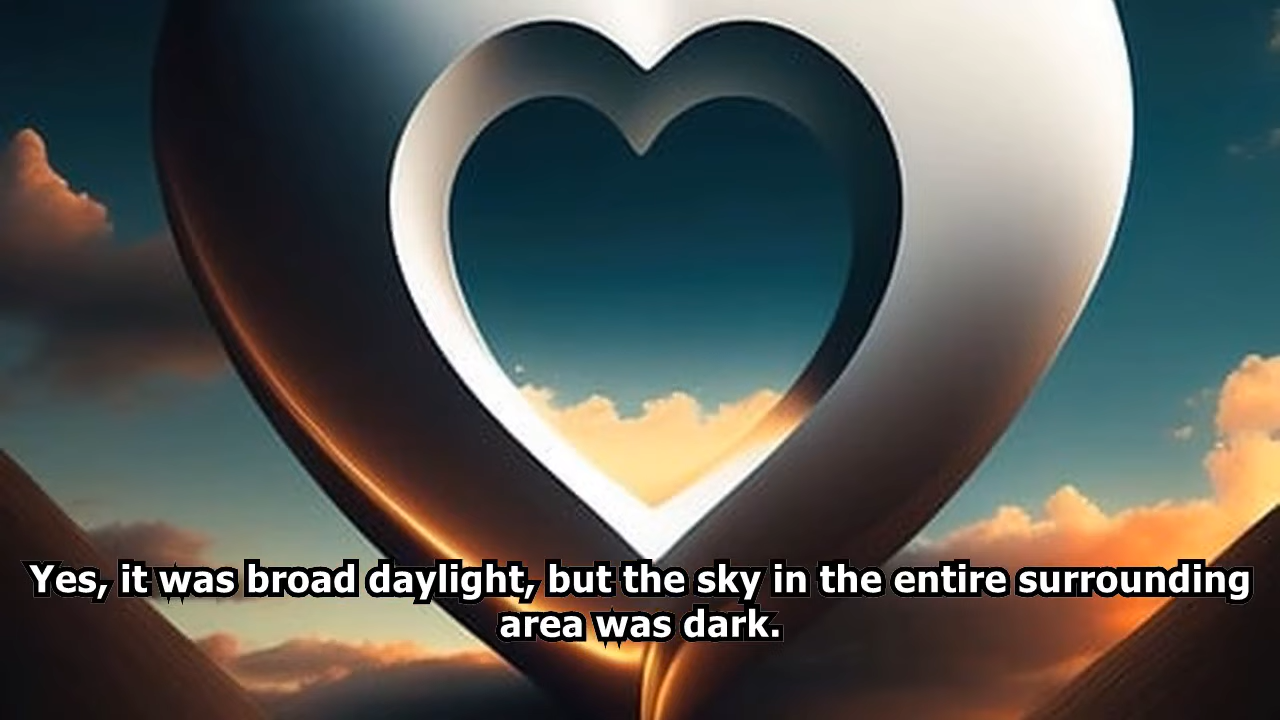 Yes, it was broad daylight, but the sky in the entire surrounding
area was dark.